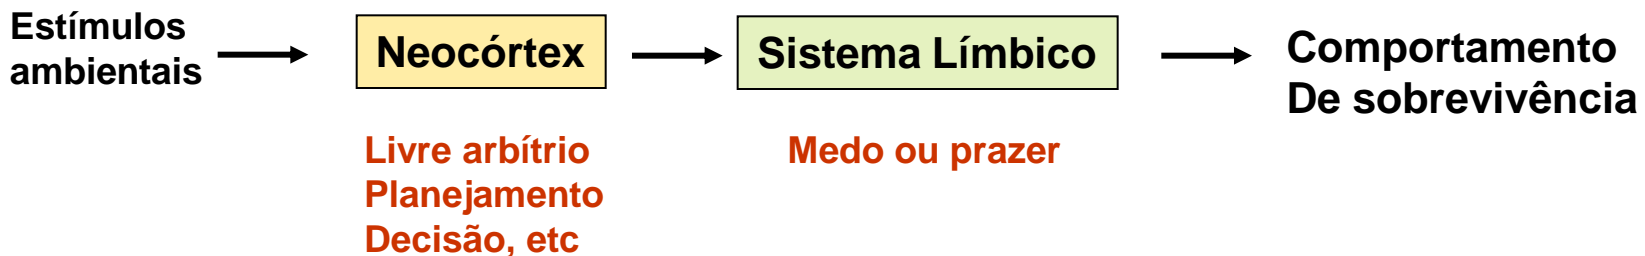 Estímulos
ambientais
Neocórtex
Sistema Límbico
Comportamento
De sobrevivência
Livre arbítrio
Planejamento
Decisão, etc
Medo ou prazer